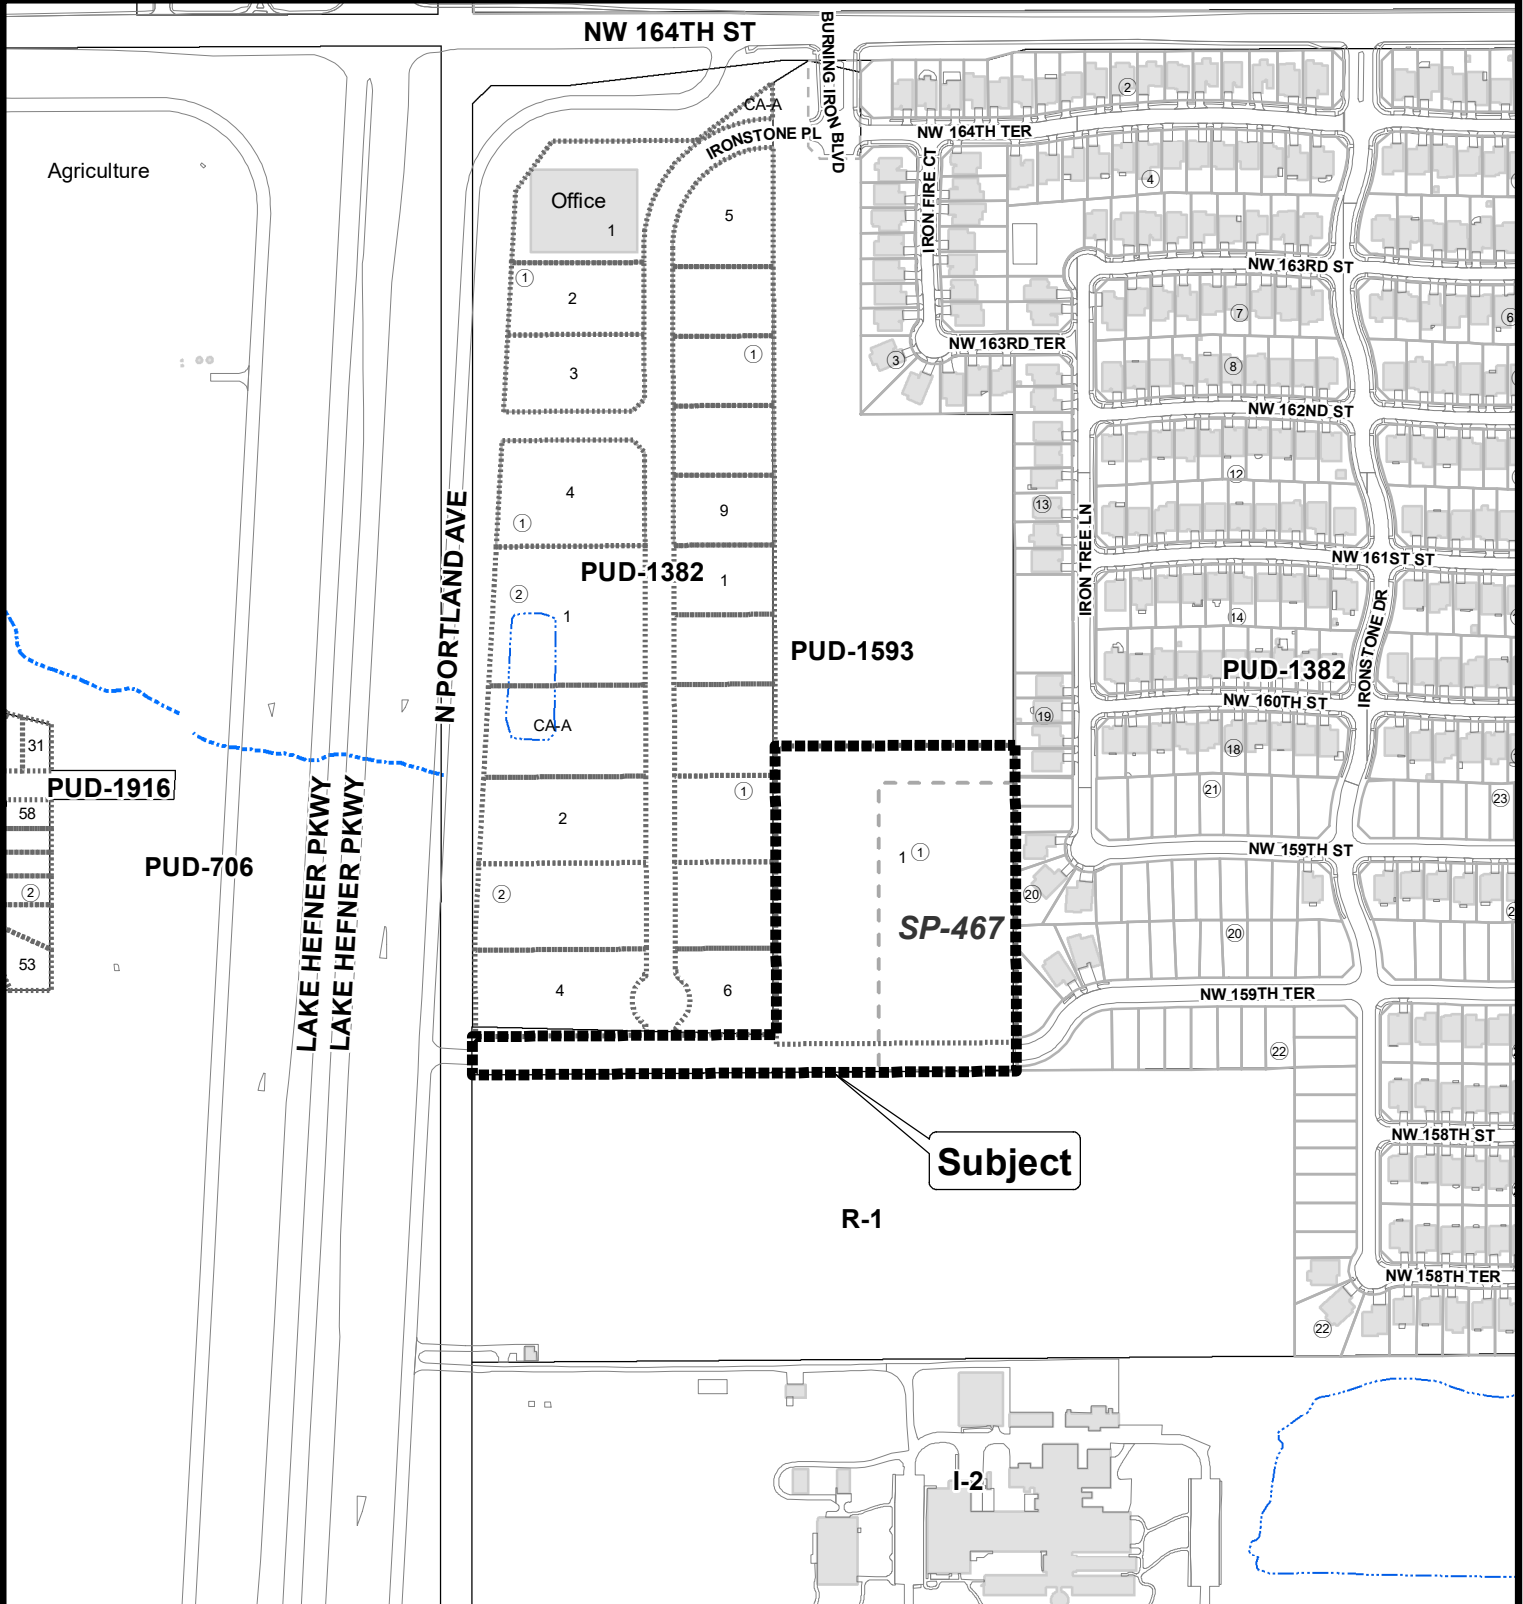 NW 164TH ST
BURNING IRON BLVD
2
CA-A
IRONSTONE PL
NW 164TH TER
Agriculture
IRON FIRE CT
4
Office
1
5
NW 163RD ST
1
2
7
6
NW 163RD TER
1
3
3
8
NW 162ND ST
4
9
12
13
N PORTLAND AVE
1
IRON TREE LN
NW 161ST ST
PUD-1382
1
2
1
14
IRONSTONE DR
PUD-1593
PUD-1382
NW 160TH ST
19
CA-A
31
18
PUD-1916
1
21
23
58
2
LAKE HEFNER PKWY
LAKE HEFNER PKWY
PUD-706
1
1
NW 159TH ST
2
2
20
SP-467
20
53
4
6
NW 159TH TER
22
NW 158TH ST
Subject
R-1
NW 158TH TER
22
I-2